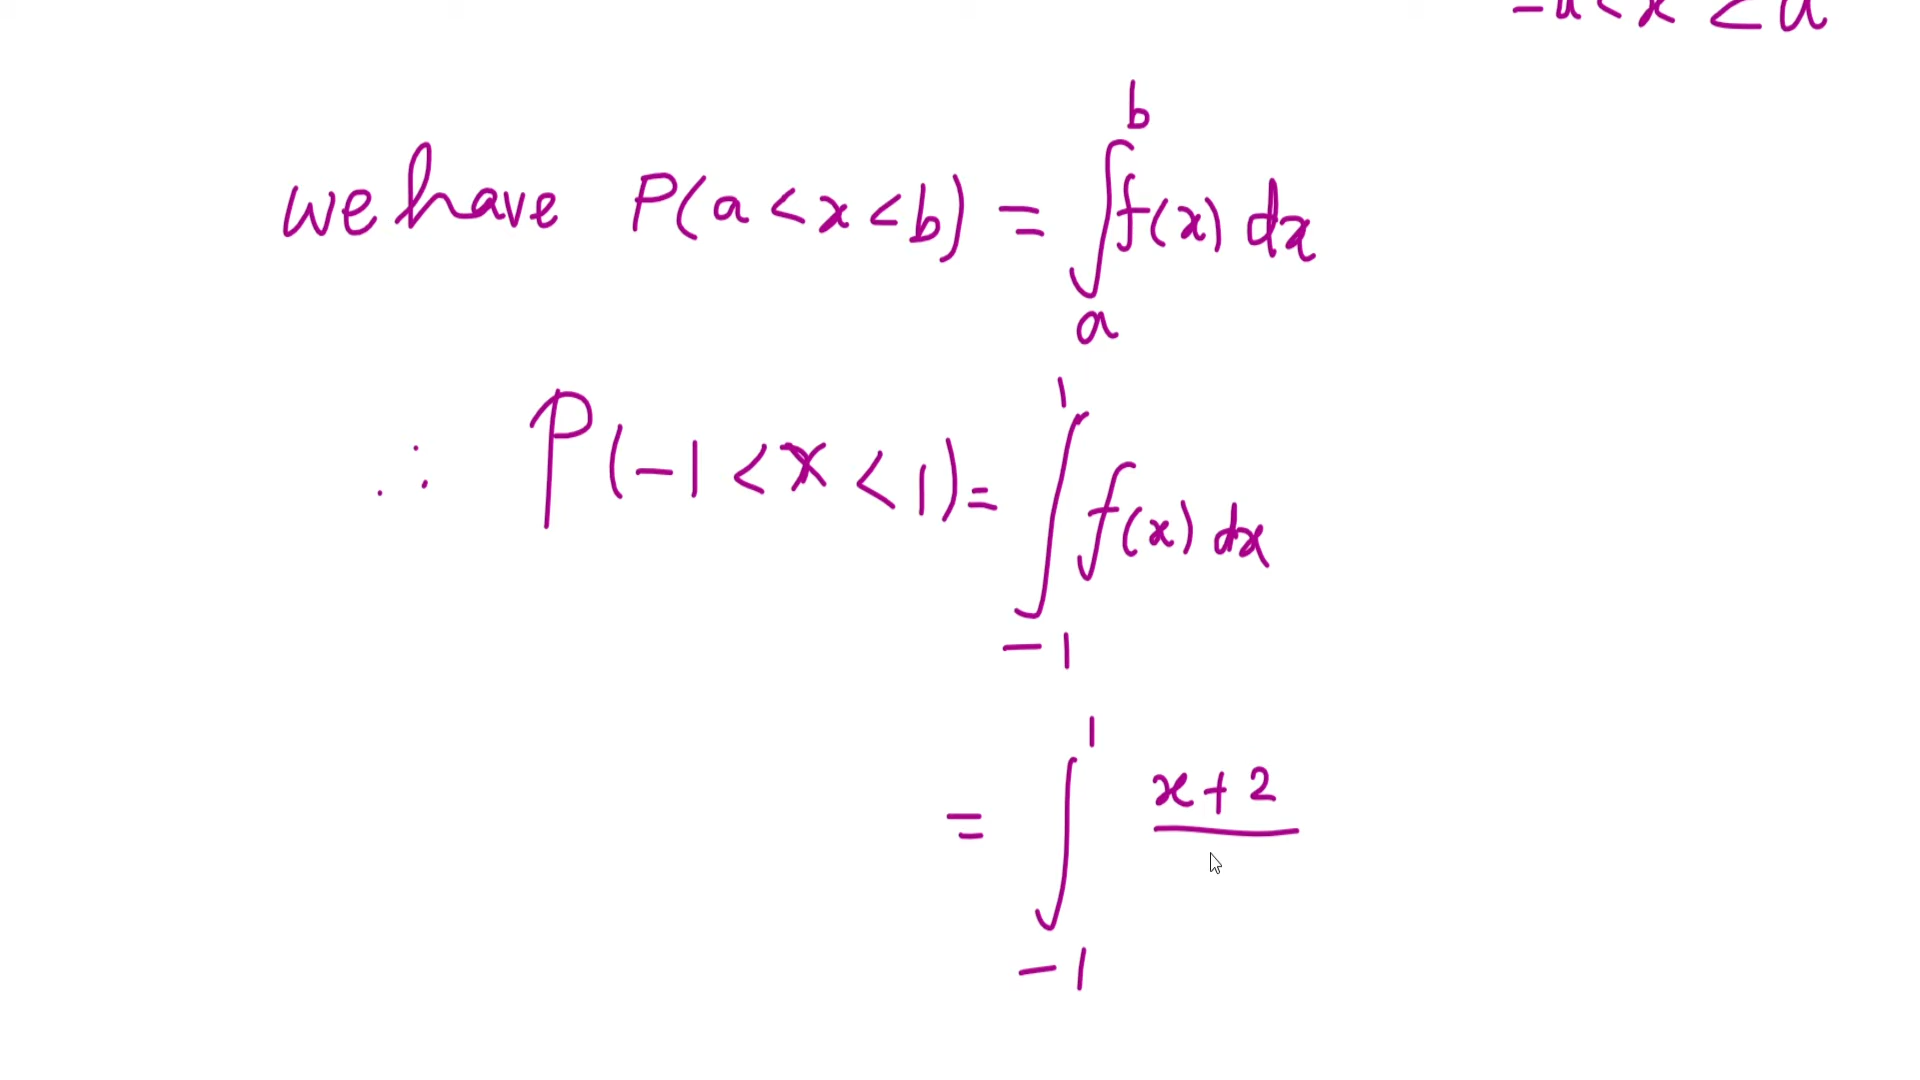 -a<x<a
we have P(a<x<b) = ∫_a^b f(x) dx
∴ P(-1<x<1) = ∫_{-1}^1 f(x) dx
= ∫_{-1}^1 x+2